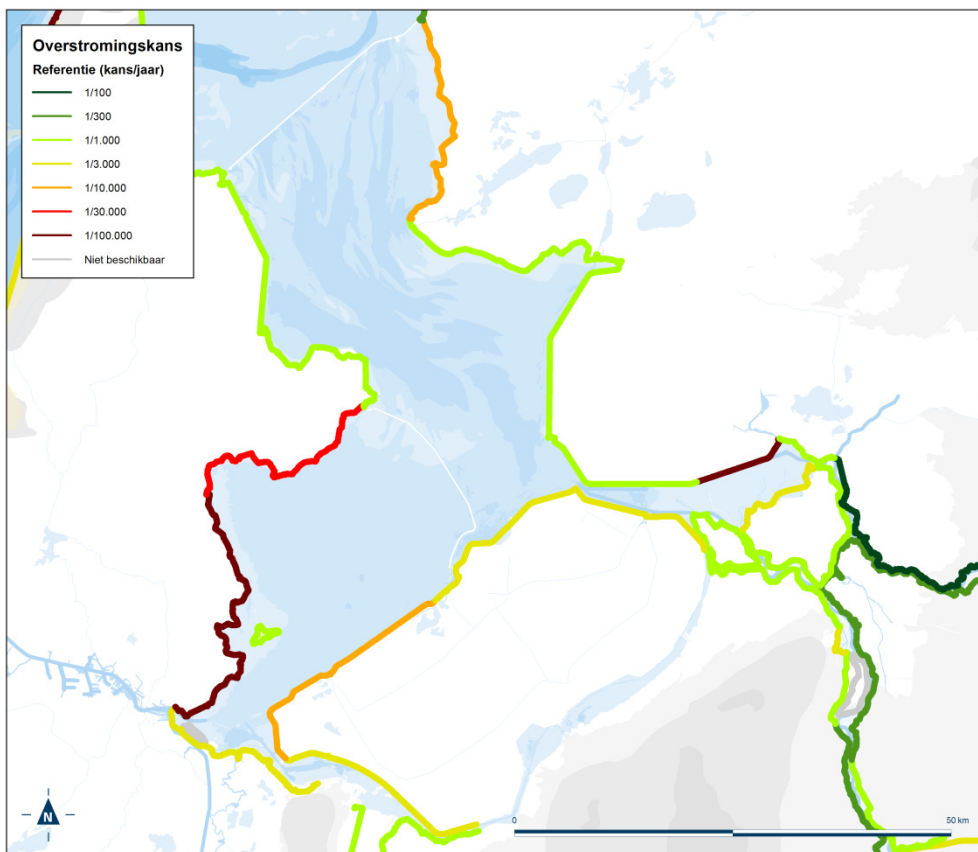 Overstromingskans
Referentie (kans/jaar)
1/100
1/300
1/1.000
1/3.000
1/10.000
1/30.000
1/100.000
Niet beschikbaar
N
0
50 km